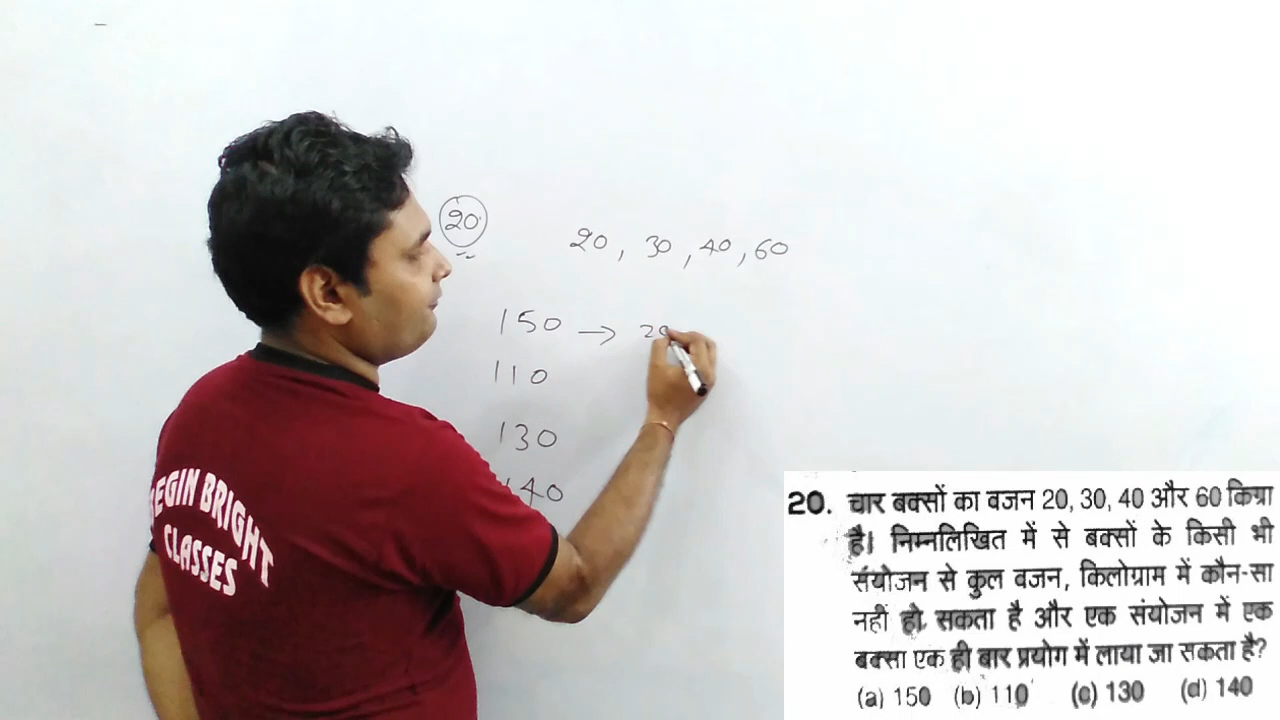 20
20, 30, 40, 60
150 → 20
110
130
140
BEGIN BRIGHT
CLASSES
20. चार बक्सों का वजन 20, 30, 40 और 60 किग्रा
है। निम्नलिखित में से बक्सों के किसी भी
संयोजन से कुल वजन, किलोग्राम में कौन-सा
नहीं हो सकता है और एक संयोजन में एक
बक्सा एक ही बार प्रयोग में लाया जा सकता है?
(a) 150 (b) 110 (c) 130 (d) 140